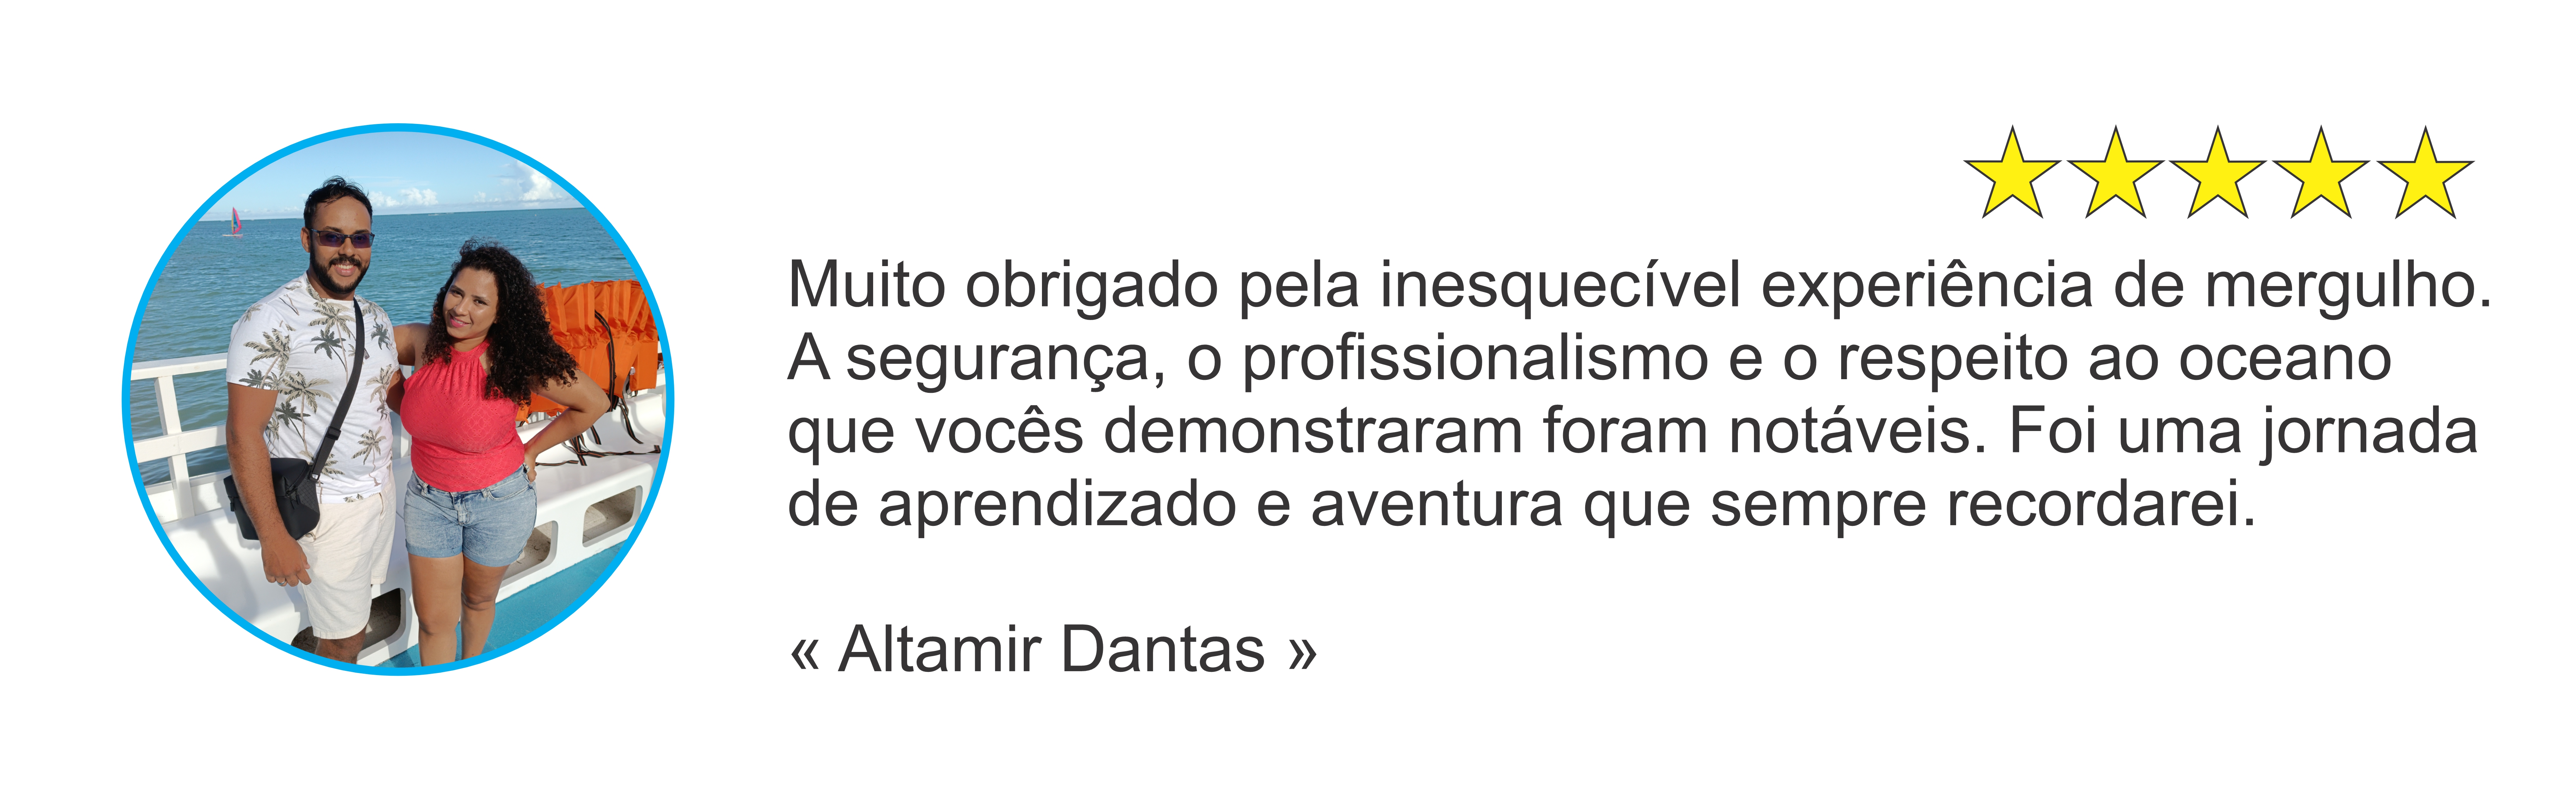 Muito obrigado pela inesquecível experiência de mergulho.
A segurança, o profissionalismo e o respeito ao oceano
que vocês demonstraram foram notáveis. Foi uma jornada
de aprendizado e aventura que sempre recordarei.
« Altamir Dantas »